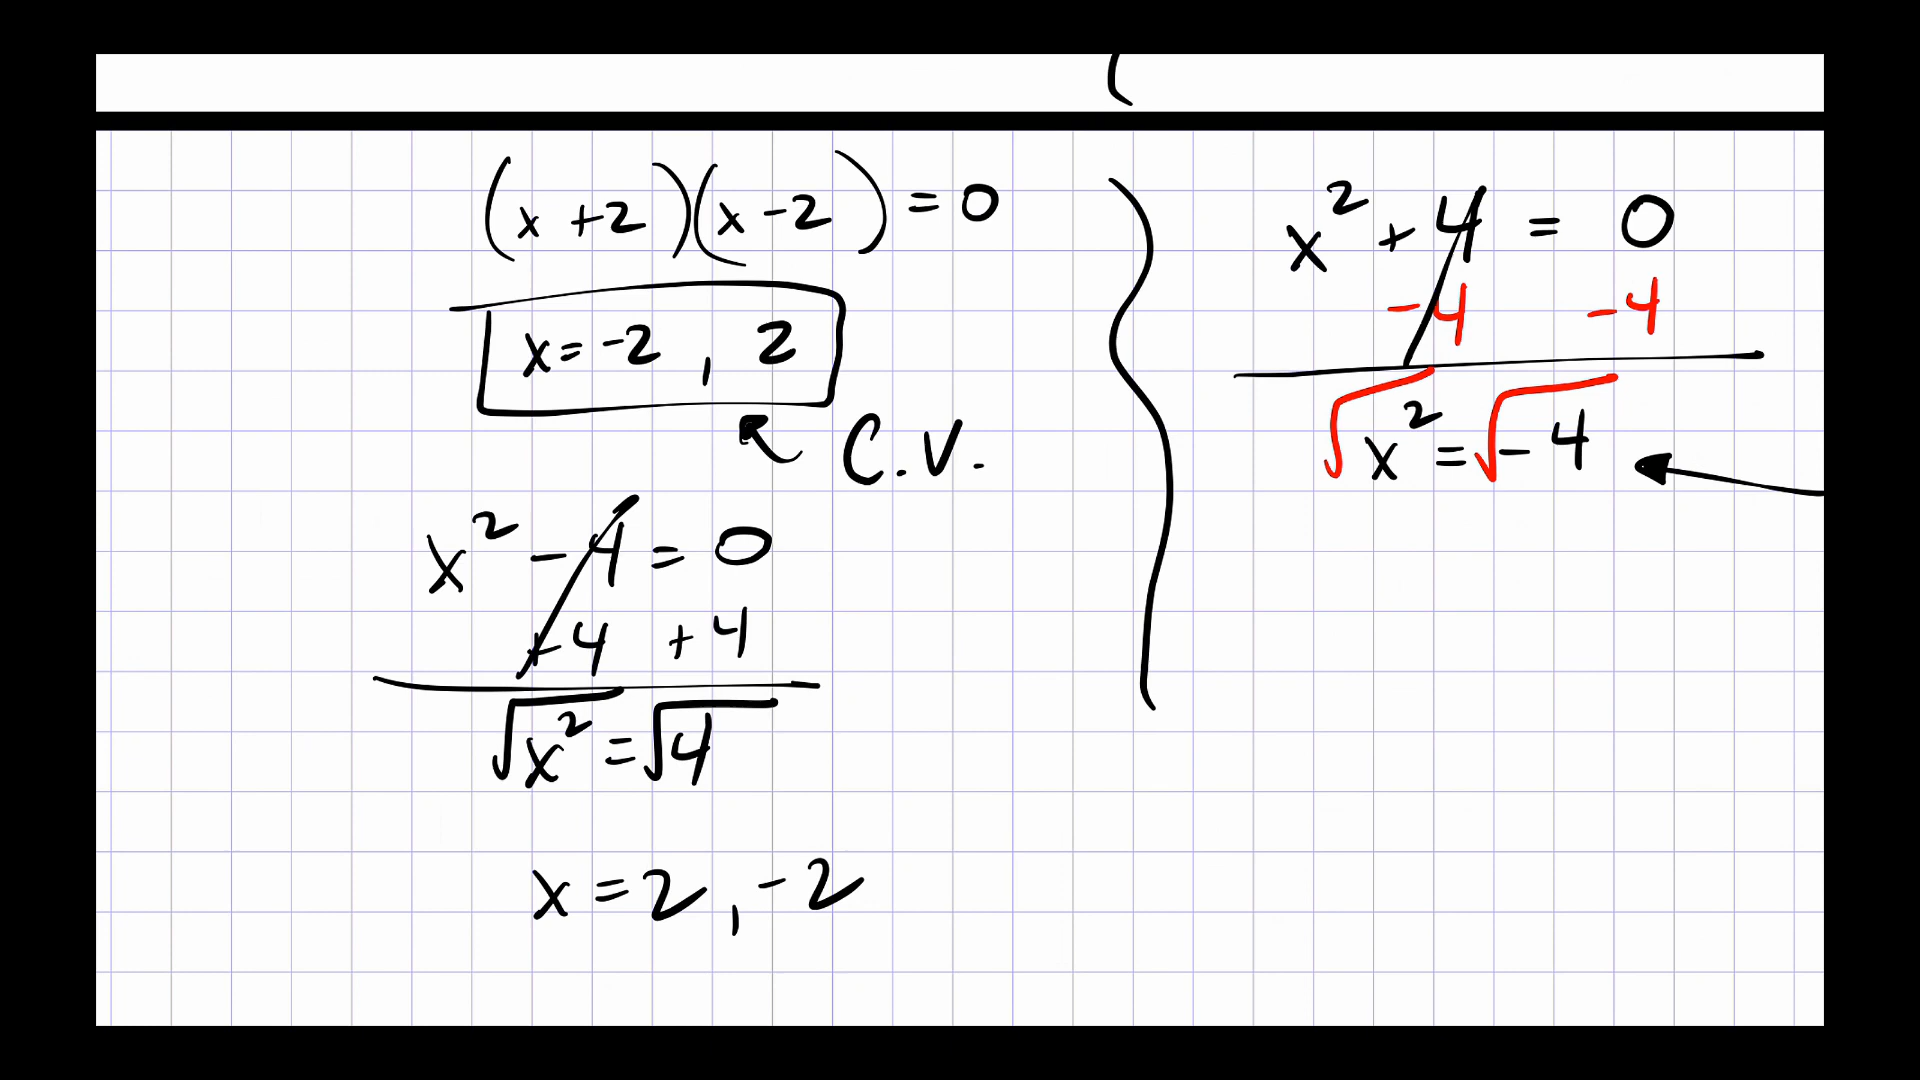 (x +2)(x -2) = 0
x = -2 , 2
C.V.
x² - 4 = 0
+4 +4
√x² = √4
x = 2 , -2
x² + 4 = 0
-4 -4
√x² = √-4